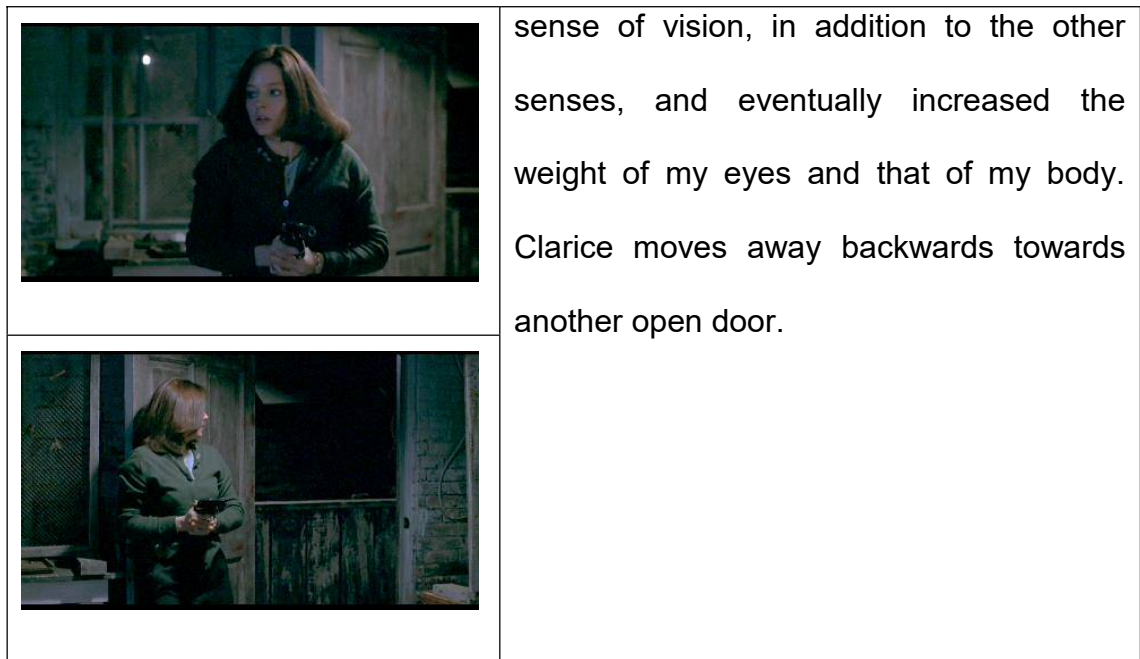 sense of vision, in addition to the other
senses, and eventually increased the
weight of my eyes and that of my body.
Clarice moves away backwards towards
another open door.